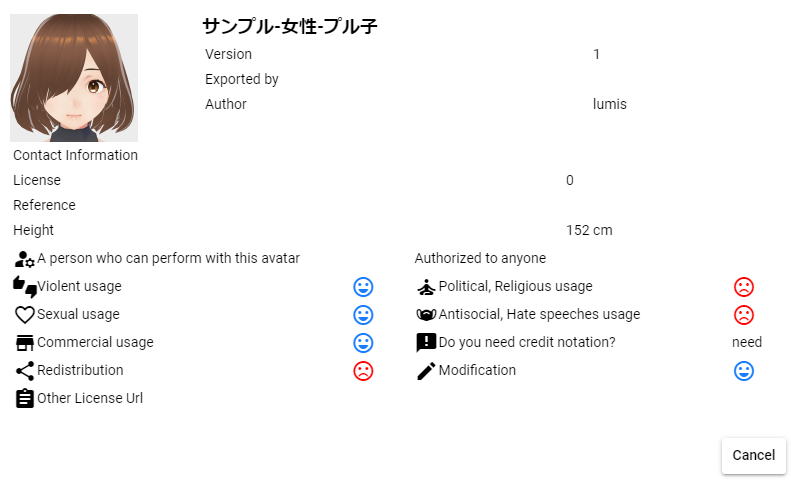 サンプル-女性-プル子
Version 1
Exported by
Author lumis
Contact Information
License 0
Reference
Height 152 cm
A person who can perform with this avatar Authorized to anyone
Violent usage Political, Religious usage
Sexual usage Antisocial, Hate speeches usage
Commercial usage Do you need credit notation? need
Redistribution Modification
Other License Url
Cancel